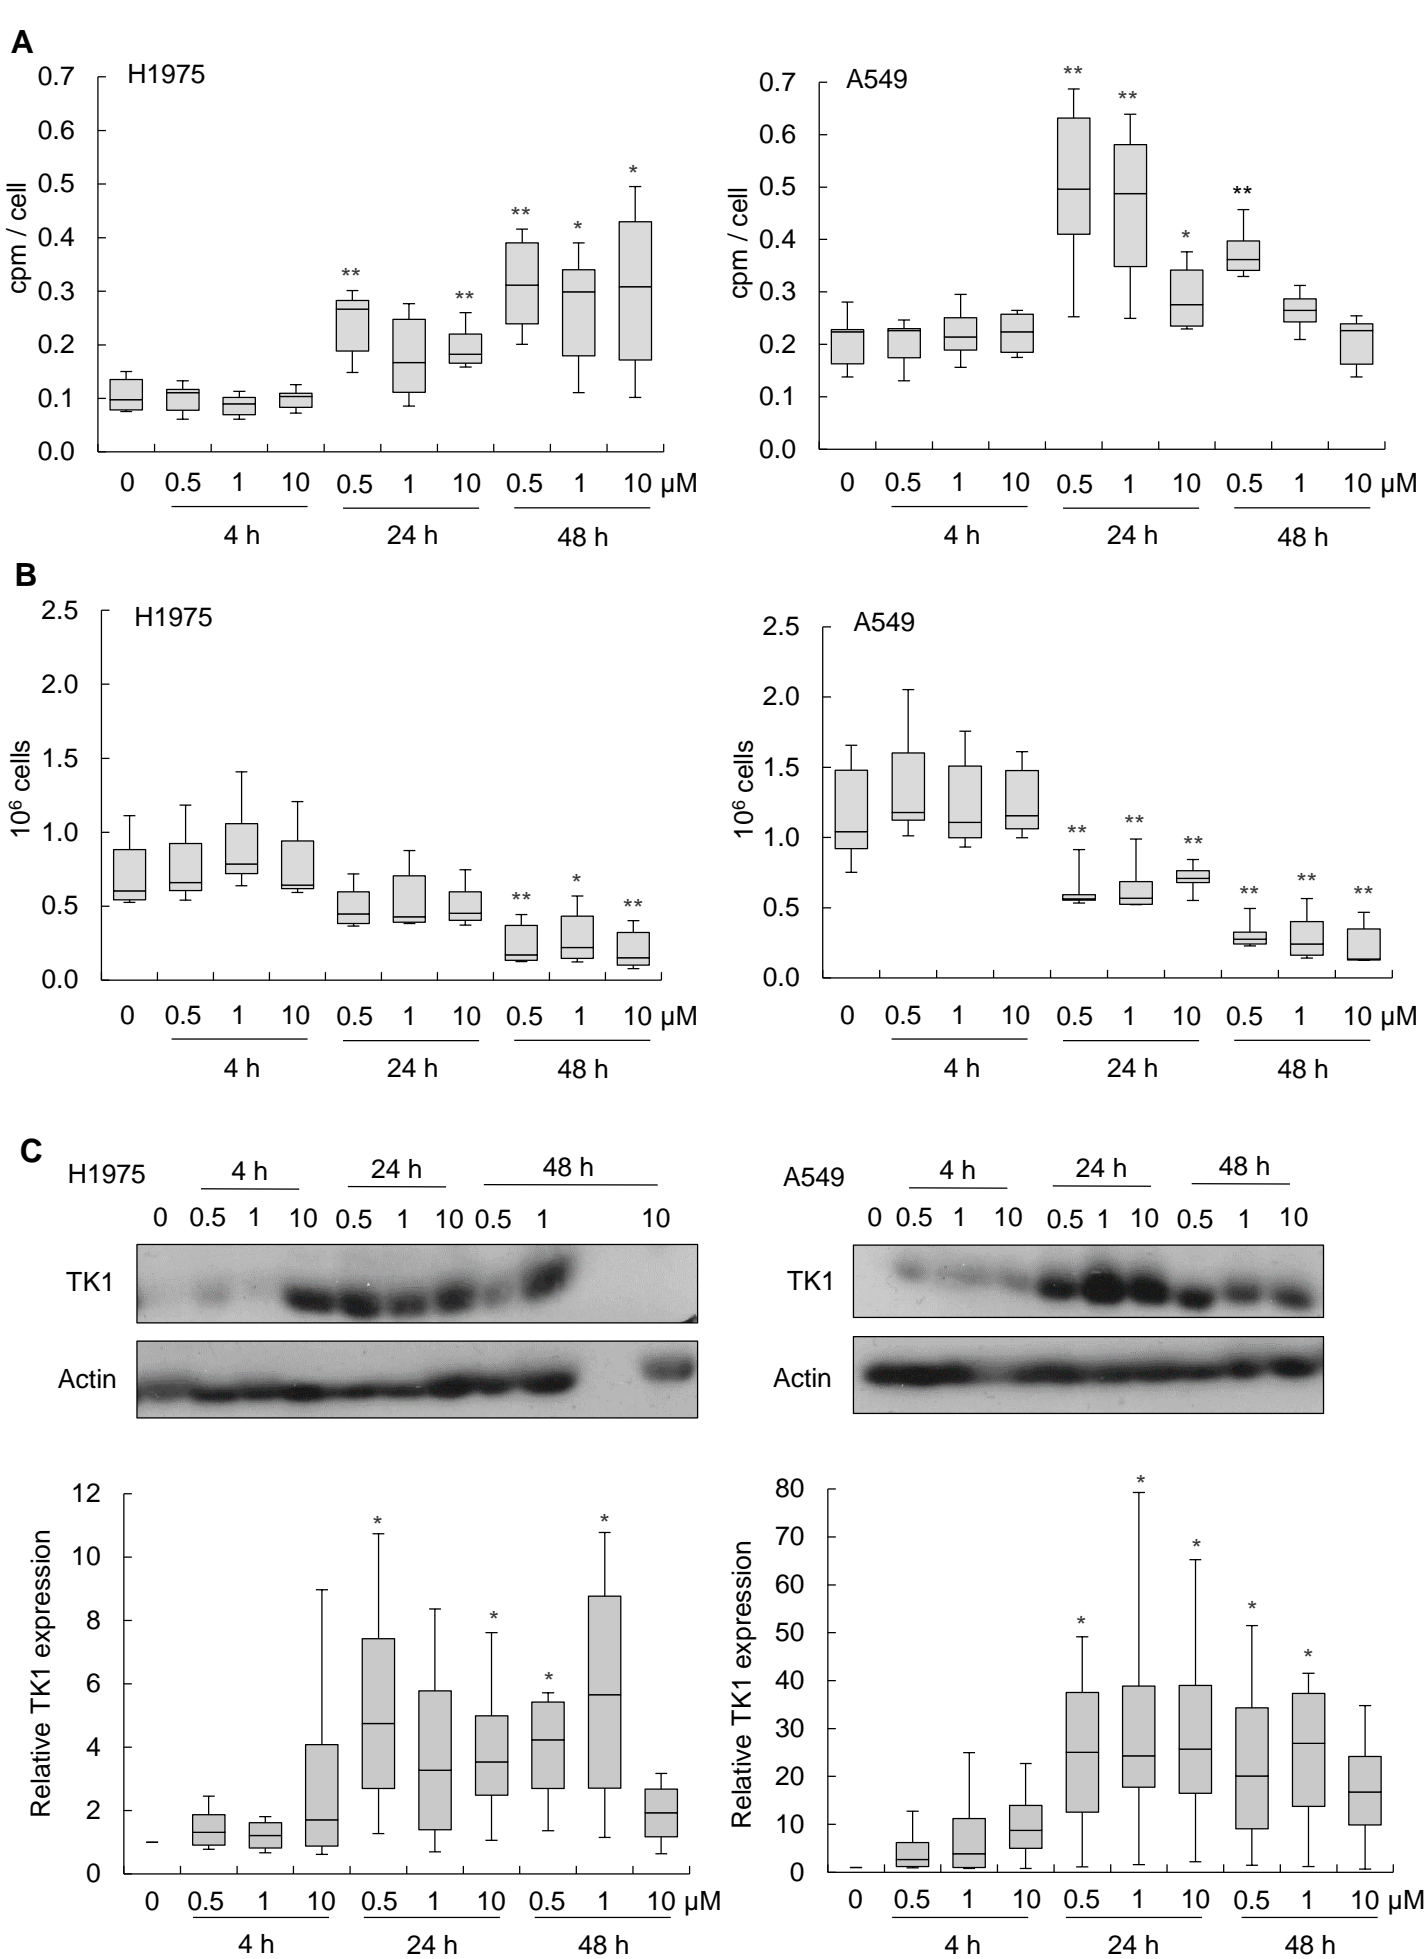 A
H1975
A549
0.7
0.6
0.5
0.4
0.3
0.2
0.1
0.0
cpm / cell
** ** ** * *
0 0.5 1 10 0.5 1 10 0.5 1 10 µM
4 h 24 h 48 h
0.7
0.6
0.5
0.4
0.3
0.2
0.1
0.0
cpm / cell
** ** * **
0 0.5 1 10 0.5 1 10 0.5 1 10 µM
4 h 24 h 48 h
B
H1975
A549
2.5
2.0
1.5
1.0
0.5
0.0
10⁶ cells
** * **
0 0.5 1 10 0.5 1 10 0.5 1 10 µM
4 h 24 h 48 h
2.5
2.0
1.5
1.0
0.5
0.0
10⁶ cells
** ** ** ** ** **
0 0.5 1 10 0.5 1 10 0.5 1 10 µM
4 h 24 h 48 h
C
H1975 4 h 24 h 48 h
0 0.5 1 10 0.5 1 10 0.5 1 10
TK1
Actin
A549 4 h 24 h 48 h
0 0.5 1 10 0.5 1 10 0.5 1 10
TK1
Actin
12
10
8
6
4
2
0
Relative TK1 expression
* * * *
0 0.5 1 10 0.5 1 10 0.5 1 10 µM
4 h 24 h 48 h
80
70
60
50
40
30
20
10
0
Relative TK1 expression
* * * * *
0 0.5 1 10 0.5 1 10 0.5 1 10 µM
4 h 24 h 48 h